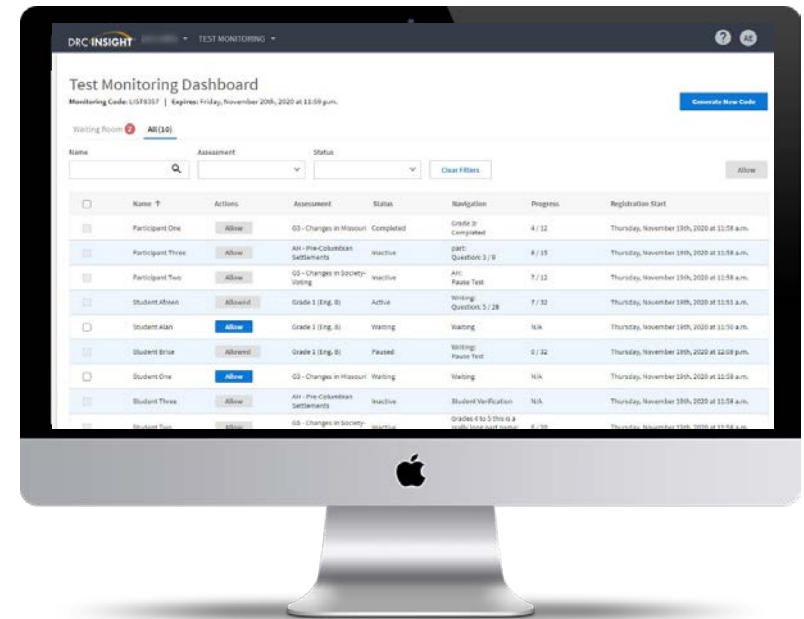 DRC INSIGHT TEST MONITORING ? AE
Test Monitoring Dashboard
Monitoring Code: | Expires: Friday, November 20th, 2020 at 11:59 p.m.
Generate New Code
Waiting Room 2 All (10)
Name Assessment Status
Clear Filters Allow
Name ↑ Actions Assessment Status Navigation Progress Registration Start
Participant One Allow G3 - Changes in Missouri Completed Grade 3: Completed 4 / 12 Thursday, November 19th, 2020 at 11:58 a.m.
Participant Three Allow AH - Pre-Columbian Settlements Inactive part: Question: 3 / 9 Thursday, November 19th, 2020 at 11:58 a.m.
Participant Two Allow G5 - Changes in Society- Voting Inactive Pause Test 7 / 12 Thursday, November 19th, 2020 at 11:58 a.m.
Student Afreen Allowed Grade 1 (Eng. B) Active Writing: Question: 5 / 28 7 / 32 Thursday, November 19th, 2020 at 11:51 a.m.
Student Alan Allow Grade 1 (Eng. B) Waiting Waiting N/A Thursday, November 19th, 2020 at 11:50 a.m.
Student Brise Allowed Grade 1 (Eng. B) Paused Writing: Pause Test 0 / 32 Thursday, November 19th, 2020 at 12:08 p.m.
Student One Allow G3 - Changes in Missouri Waiting Waiting N/A Thursday, November 19th, 2020 at 11:58 a.m.
Student Three Allow AH - Pre-Columbian Settlements Inactive Student Verification N/A Thursday, November 19th, 2020 at 11:58 a.m.
Student Two Allow G5 - Changes in Society- Inactive Grades 4 to 5 this is a really long part name: Thursday, November 19th, 2020 at 11:58 a.m.